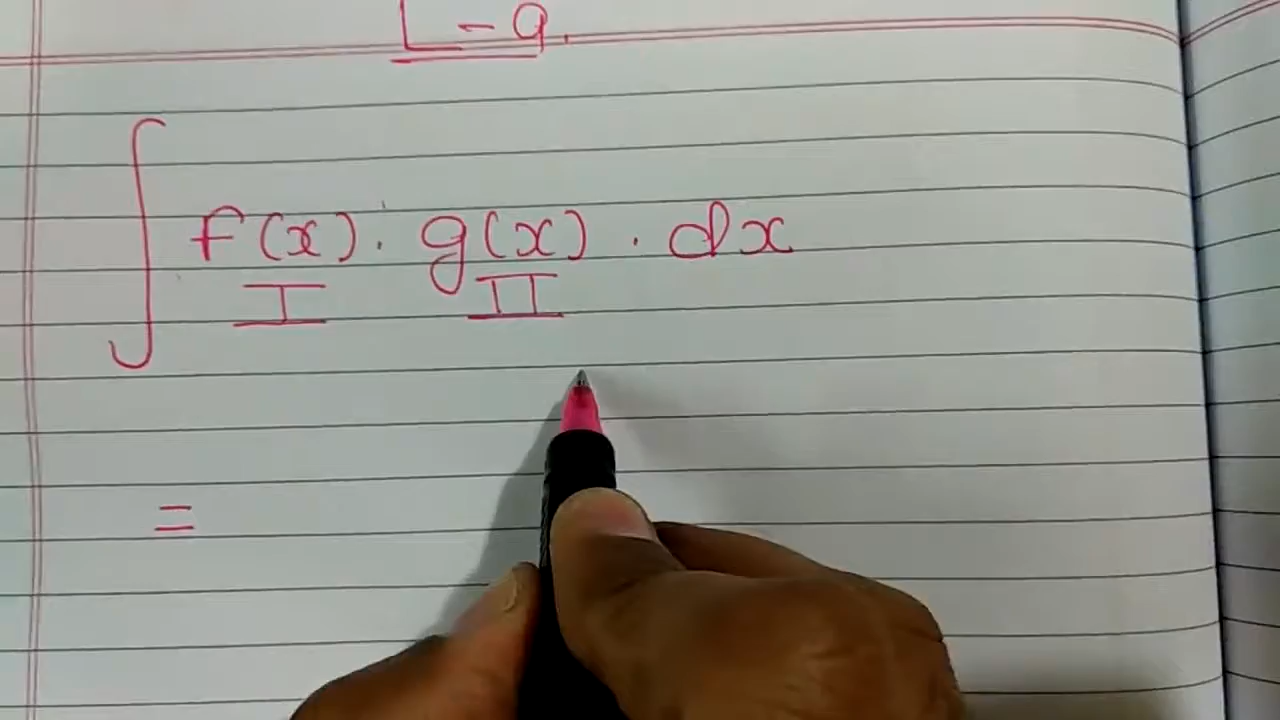 L - 9.
∫ f(x) . g(x) . dx
I II
=